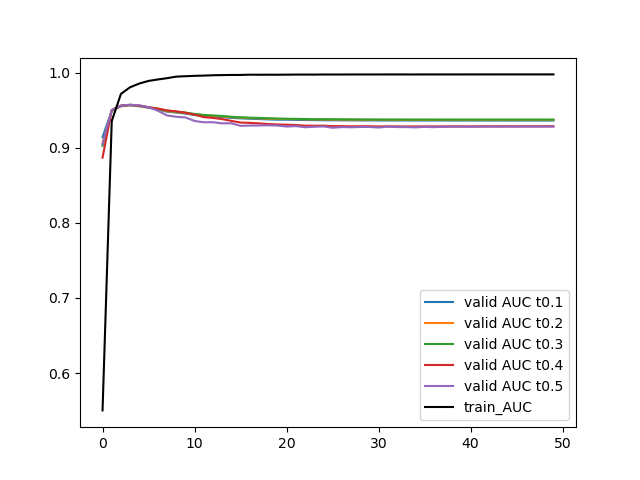 1.0
0.9
0.8
0.7
0.6
0
10
20
30
40
50
valid AUC t0.1
valid AUC t0.2
valid AUC t0.3
valid AUC t0.4
valid AUC t0.5
train_AUC